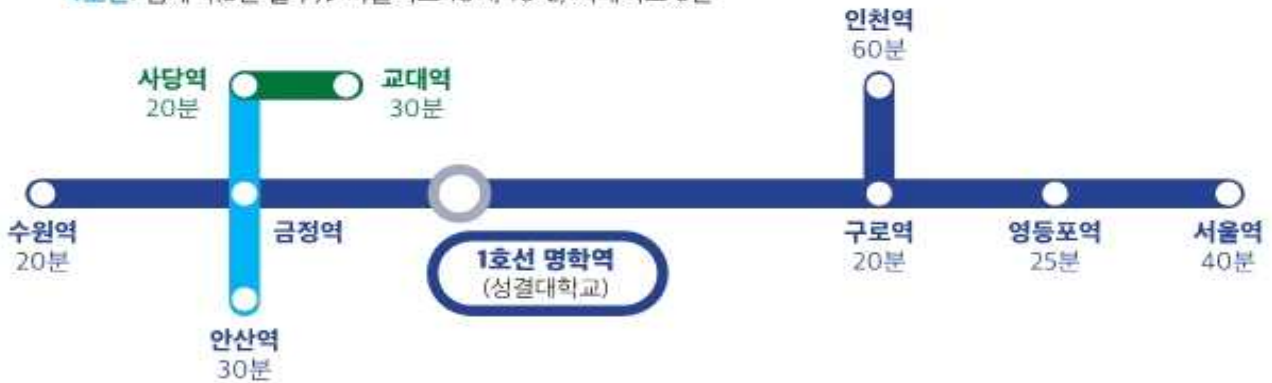 인천역
60분
사당역
20분
교대역
30분
수원역
20분
금정역
1호선 명학역
(성결대학교)
구로역
20분
영등포역
25분
서울역
40분
안산역
30분